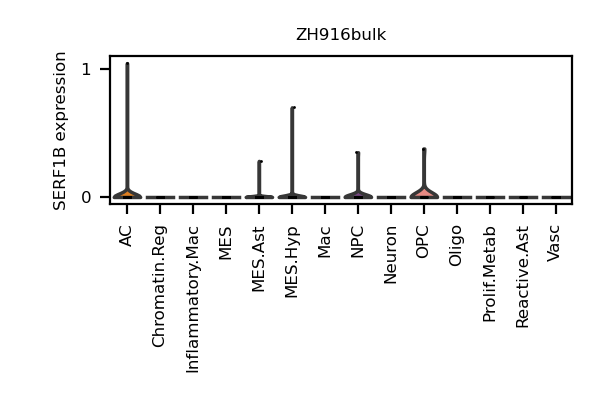 ZH916bulk
SERF1B expression
1
0
AC
Chromatin.Reg
Inflammatory.Mac
MES
MES.Ast
MES.Hyp
Mac
NPC
Neuron
OPC
Oligo
Prolif.Metab
Reactive.Ast
Vasc